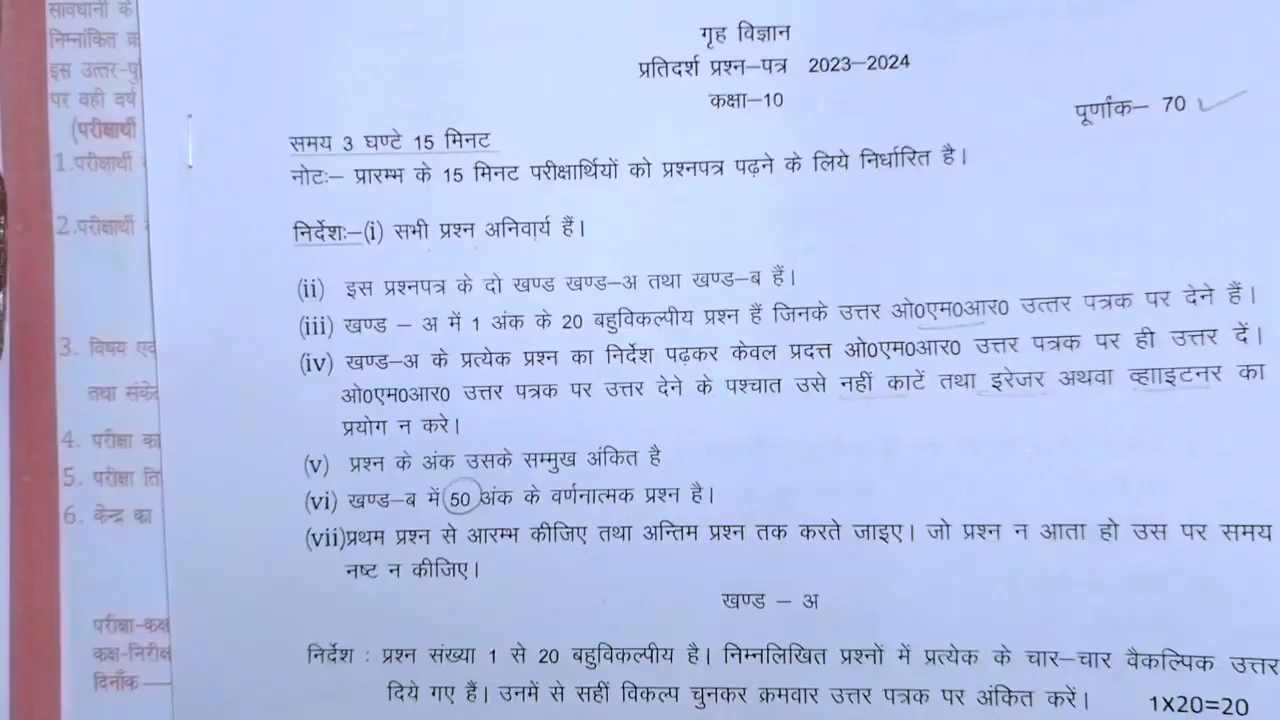 सावधानी के
निम्नांकित
इस उत्तर-पु
पर वही वर्ष
(परीक्षार्थी
1.परीक्षार्थी
2.परीक्षार्थी
3. विषय एवं
तथा संकेत
4. परीक्षा का
5. परीक्षा ति
6. केन्द्र का
परीक्षा-कक्ष
कक्ष-निरीक्ष
दिनाँक
गृह विज्ञान
प्रतिदर्श प्रश्न–पत्र 2023–2024
कक्षा–10
पूर्णांक– 70
समय 3 घण्टे 15 मिनट
नोटः– प्रारम्भ के 15 मिनट परीक्षार्थियों को प्रश्नपत्र पढ़ने के लिये निर्धारित है।
निर्देशः–(i) सभी प्रश्न अनिवार्य हैं।
(ii) इस प्रश्नपत्र के दो खण्ड खण्ड–अ तथा खण्ड–ब हैं।
(iii) खण्ड – अ में 1 अंक के 20 बहुविकल्पीय प्रश्न हैं जिनके उत्तर ओ0एम0आर0 उत्तर पत्रक पर देने हैं।
(iv) खण्ड–अ के प्रत्येक प्रश्न का निर्देश पढ़कर केवल प्रदत्त ओ0एम0आर0 उत्तर पत्रक पर ही उत्तर दें।
ओ0एम0आर0 उत्तर पत्रक पर उत्तर देने के पश्चात उसे नहीं काटें तथा इरेजर अथवा व्हााइटनर का
प्रयोग न करे।
(v) प्रश्न के अंक उसके सम्मुख अंकित है
(vi) खण्ड–ब में 50 अंक के वर्णनात्मक प्रश्न है।
(vii)प्रथम प्रश्न से आरम्भ कीजिए तथा अन्तिम प्रश्न तक करते जाइए। जो प्रश्न न आता हो उस पर समय
नष्ट न कीजिए।
खण्ड – अ
निर्देश : प्रश्न संख्या 1 से 20 बहुविकल्पीय है। निम्नलिखित प्रश्नों में प्रत्येक के चार–चार वैकल्पिक उत्तर
दिये गए हैं। उनमें से सहीं विकल्प चुनकर क्रमवार उत्तर पत्रक पर अंकित करें।
1X20=20